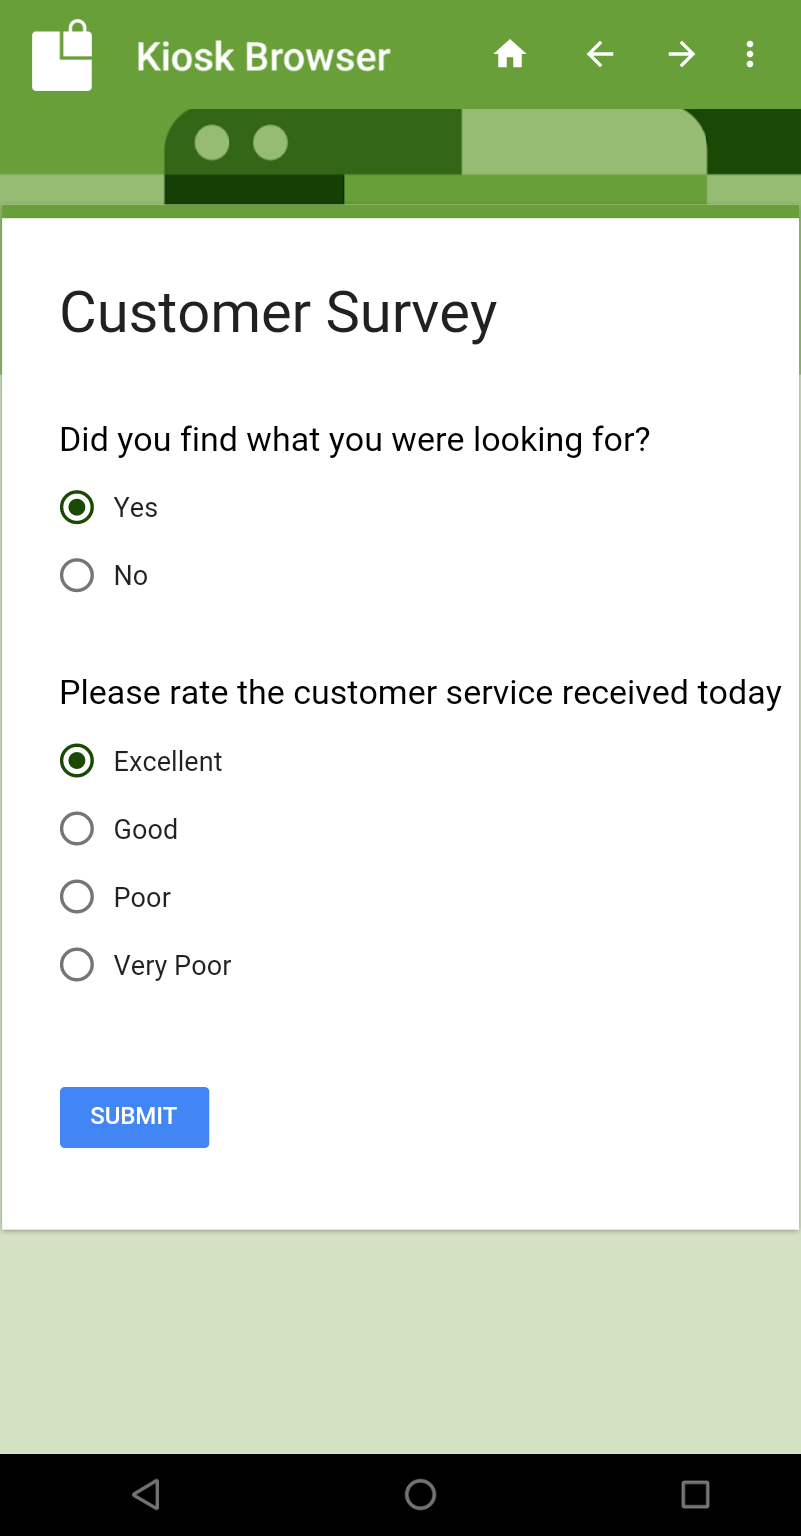 Kiosk Browser
Customer Survey
Did you find what you were looking for?
Yes
No
Please rate the customer service received today
Excellent
Good
Poor
Very Poor
SUBMIT